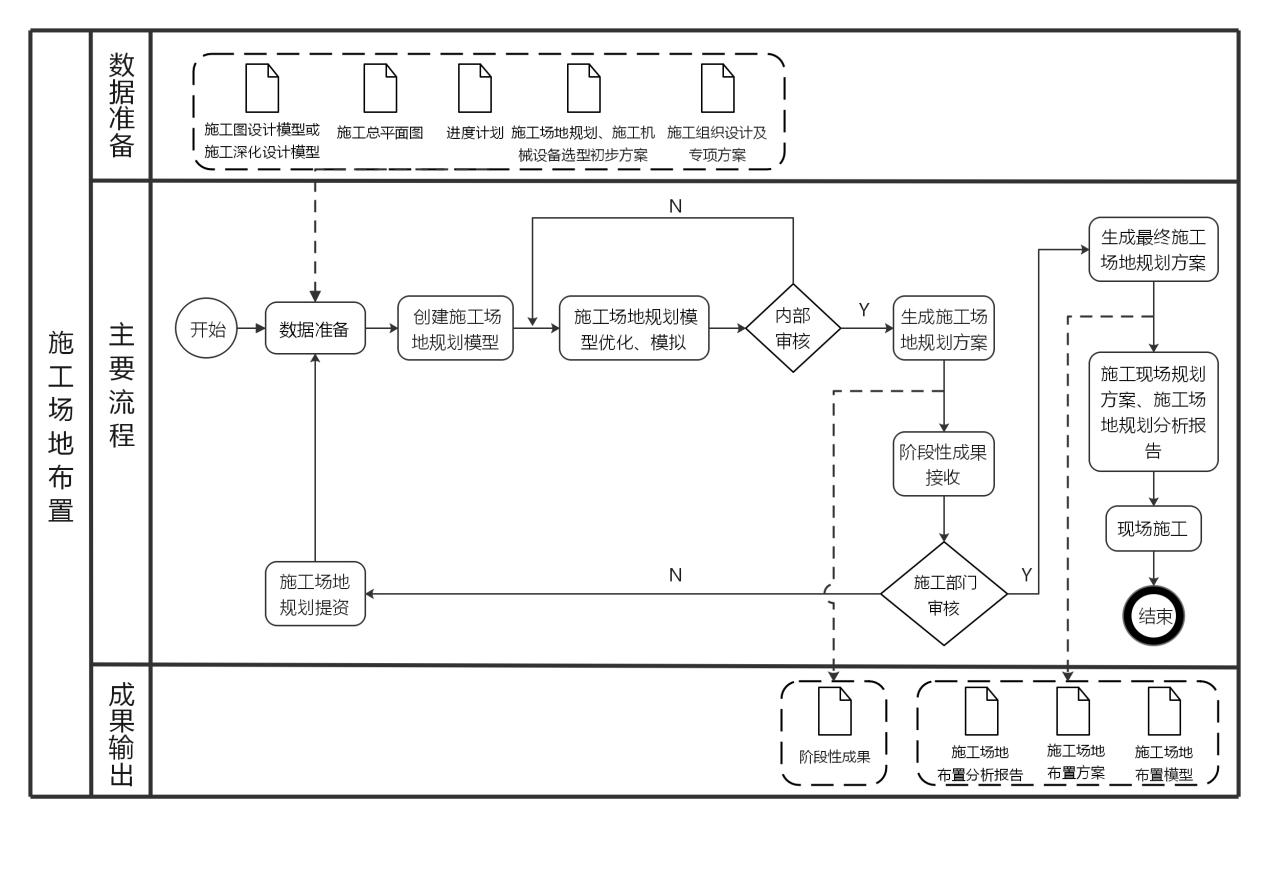 施工场地布置
数据准备
施工图设计模型或
施工深化设计模型
施工总平面图
进度计划
施工场地规划、施工机
械设备选型初步方案
施工组织设计及
专项方案
主要流程
开始
数据准备
创建施工场
地规划模型
施工场地规划模
型优化、模拟
N
内部
审核
Y
生成施工场
地规划方案
阶段性成果
接收
施工部门
审核
N
Y
施工场地
规划提资
生成最终施工
场地规划方案
施工现场规划
方案、施工场
地规划分析报
告
现场施工
结束
成果输出
阶段性成果
施工场地
布置分析报告
施工场地
布置方案
施工场地
布置模型